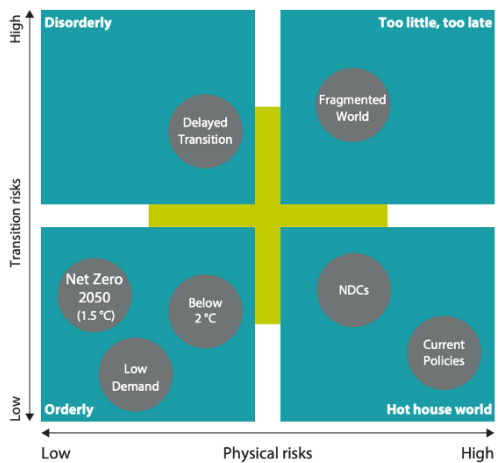 High
Disorderly
Too little, too late
Delayed
Transition
Fragmented
World
Transition risks
Net Zero
2050
(1.5 °C)
Below
2 °C
Low
Demand
NDCs
Current
Policies
Low
Orderly
Hot house world
Low
Physical risks
High